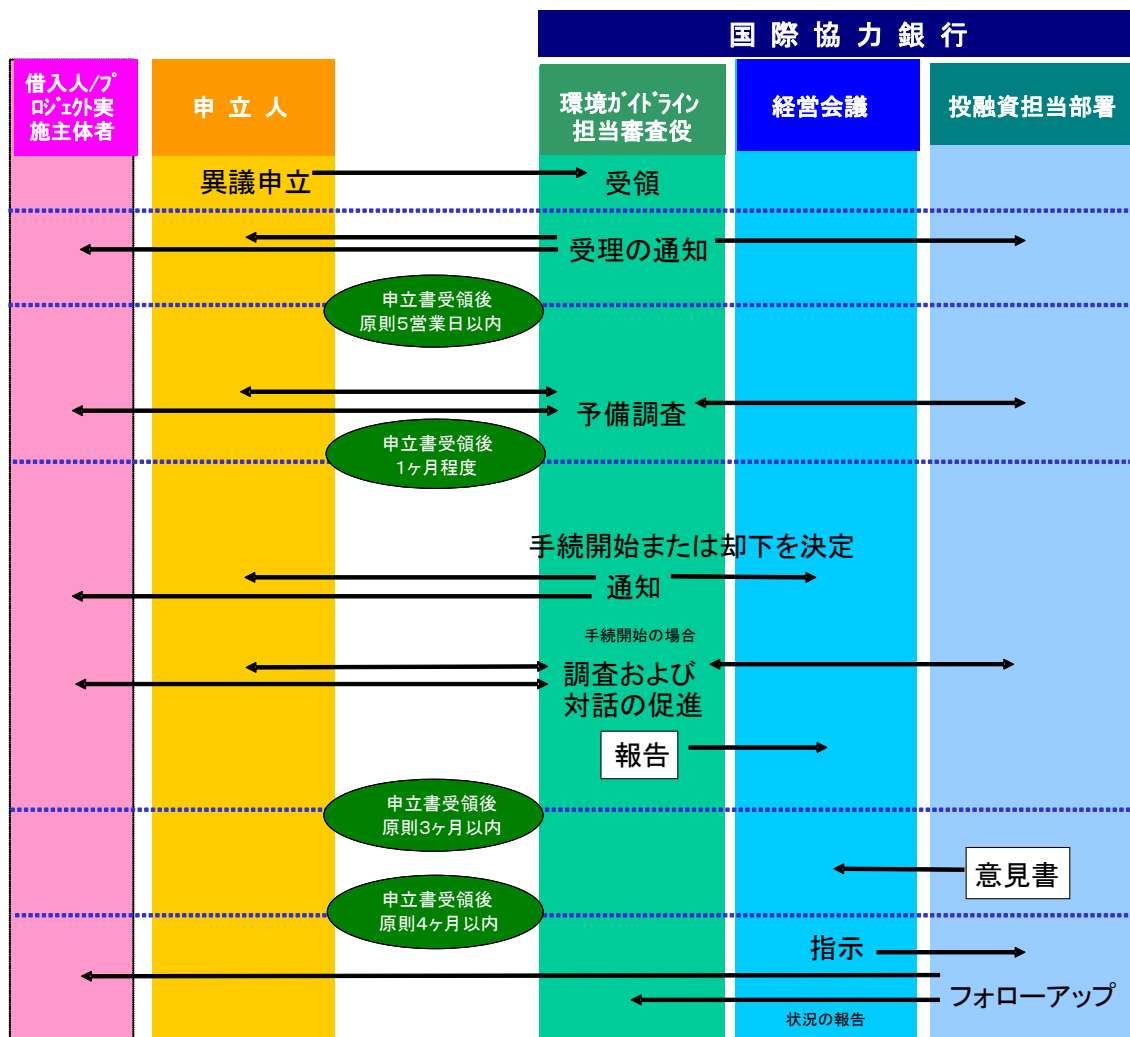 国際協力銀行
借入人/ﾌﾟ
ﾛｼﾞｪｸﾄ実
施主体者
申立人
環境ｶﾞｲﾄﾞﾗｲﾝ
担当審査役
経営会議
投融資担当部署
異議申立
受領
受理の通知
申立書受領後
原則5営業日以内
予備調査
申立書受領後
1ヶ月程度
手続開始または却下を決定
通知
手続開始の場合
調査および
対話の促進
報告
申立書受領後
原則3ヶ月以内
意見書
申立書受領後
原則4ヶ月以内
指示
フォローアップ
状況の報告